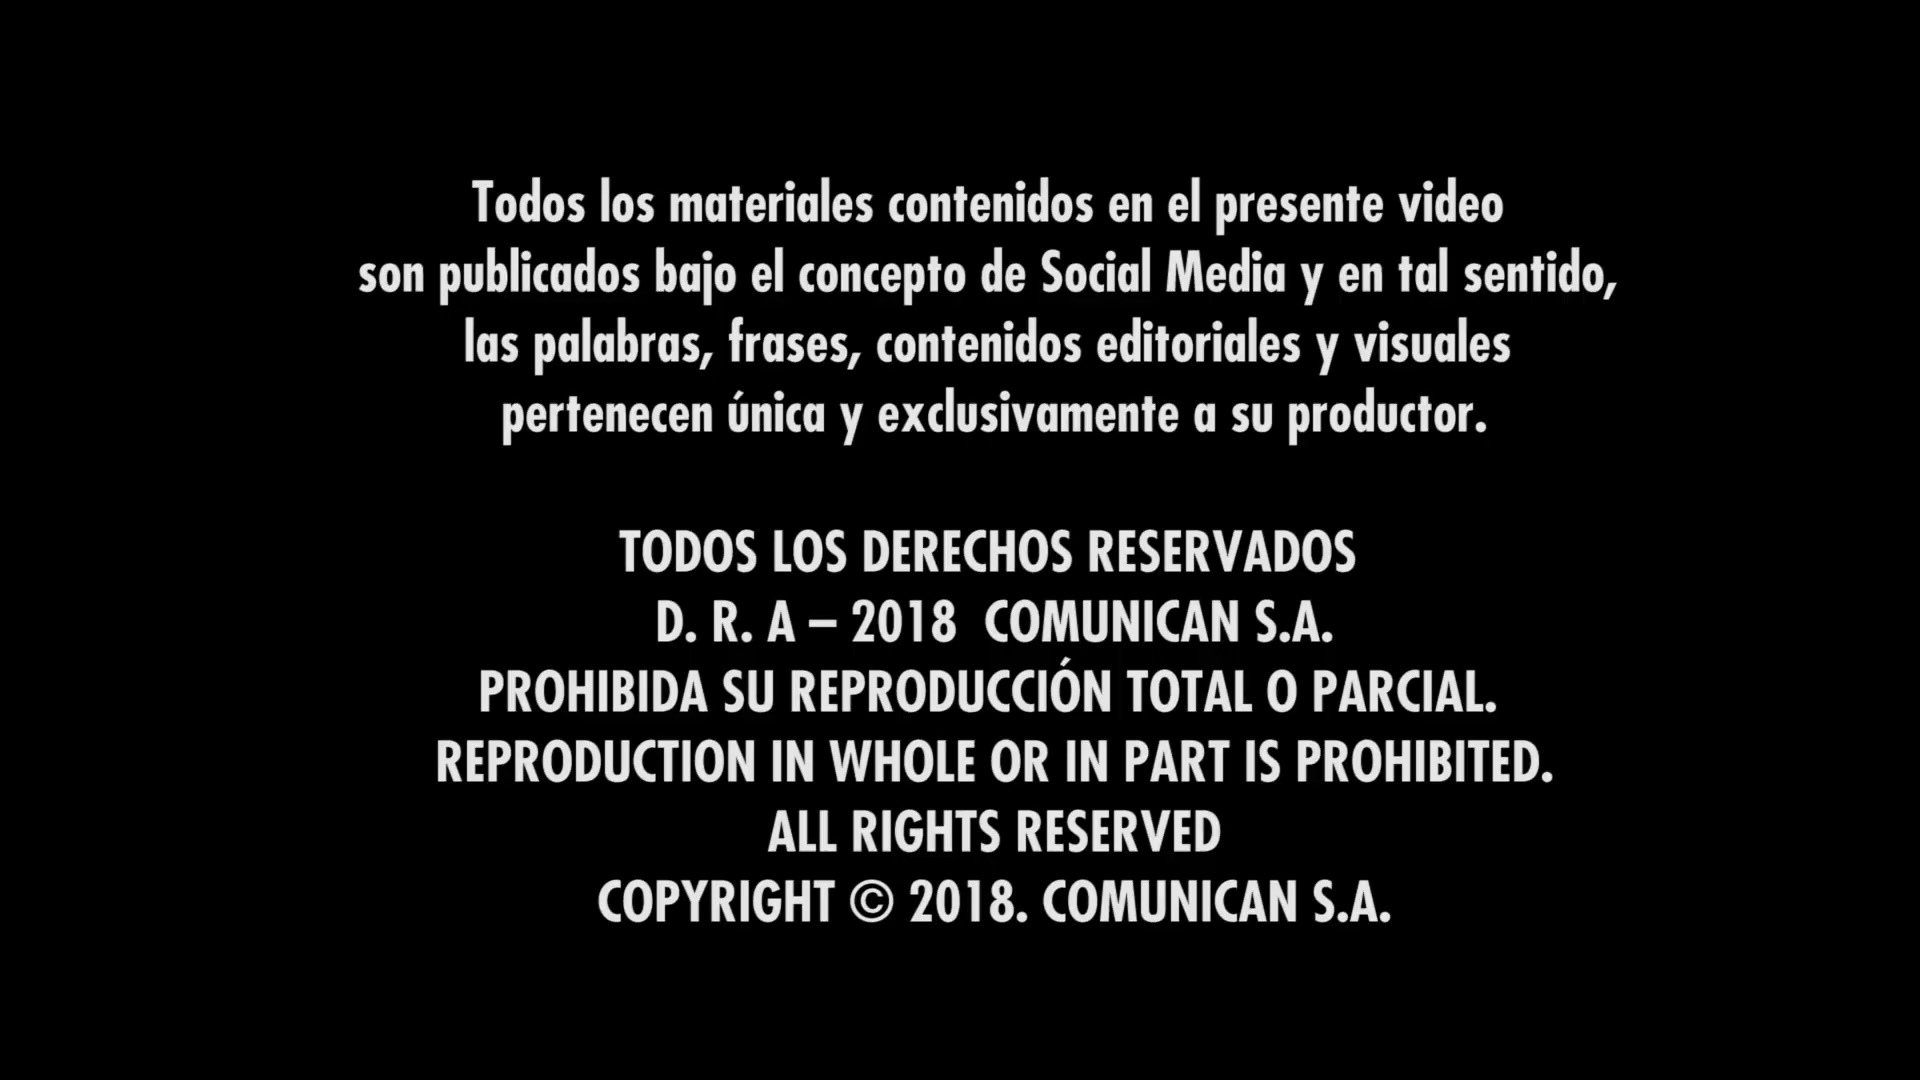 Todos los materiales contenidos en el presente video
son publicados bajo el concepto de Social Media y en tal sentido,
las palabras, frases, contenidos editoriales y visuales
pertenecen única y exclusivamente a su productor.
TODOS LOS DERECHOS RESERVADOS
D. R. A – 2018 COMUNICAN S.A.
PROHIBIDA SU REPRODUCCIÓN TOTAL O PARCIAL.
REPRODUCTION IN WHOLE OR IN PART IS PROHIBITED.
ALL RIGHTS RESERVED
COPYRIGHT © 2018. COMUNICAN S.A.